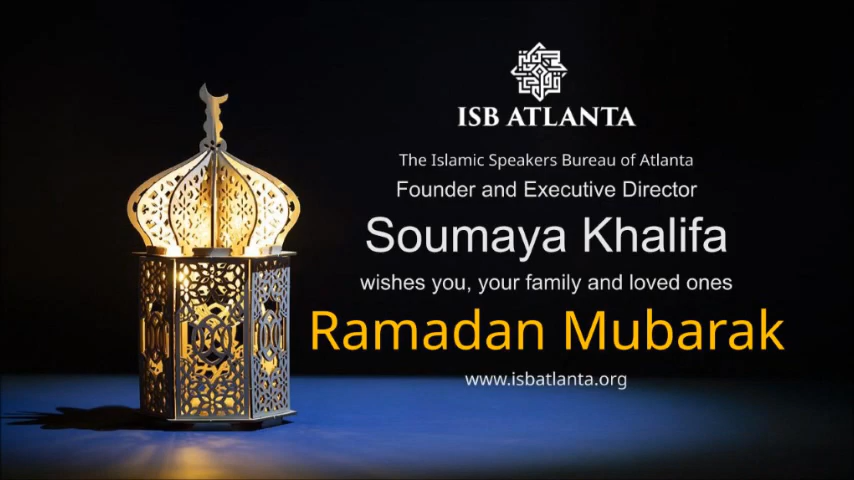 ISB ATLANTA
The Islamic Speakers Bureau of Atlanta
Founder and Executive Director
Soumaya Khalifa
wishes you, your family and loved ones
Ramadan Mubarak
www.isbatlanta.org